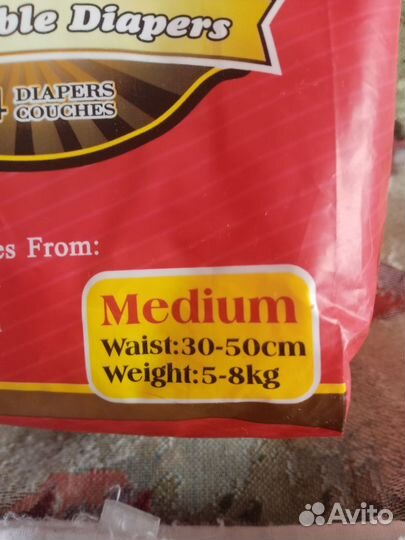 ble Diapers
DIAPERS
COUCHES
es From:
Medium
Waist:30-50cm
Weight:5-8kg
Avito